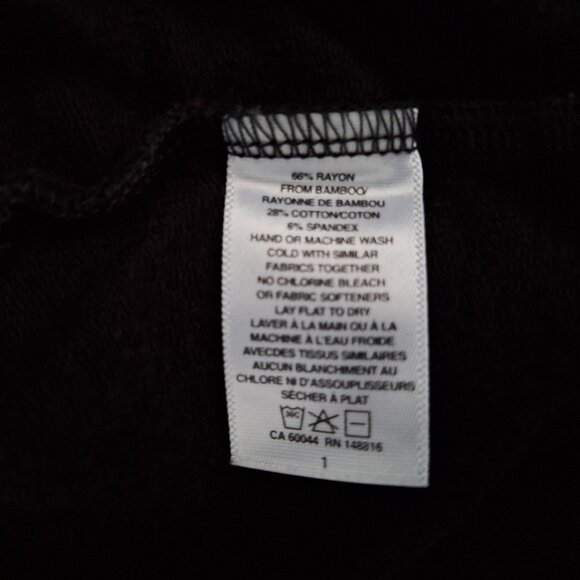 66% RAYON
FROM BAMBOO/
RAYONNE DE BAMBOU
28% COTTON/COTON
6% SPANDEX
HAND OR MACHINE WASH
COLD WITH SIMILAR
FABRICS TOGETHER
NO CHLORINE BLEACH
OR FABRIC SOFTENERS
LAY FLAT TO DRY
LAVER À LA MAIN OU À LA
MACHINE À L'EAU FROIDE
AVECDES TISSUS SIMILAIRES
AUCUN BLANCHIMENT AU
CHLORE NI D'ASSOUPLISSEURS
SÉCHER À PLAT
30C
CA 60044 RN 148816
1